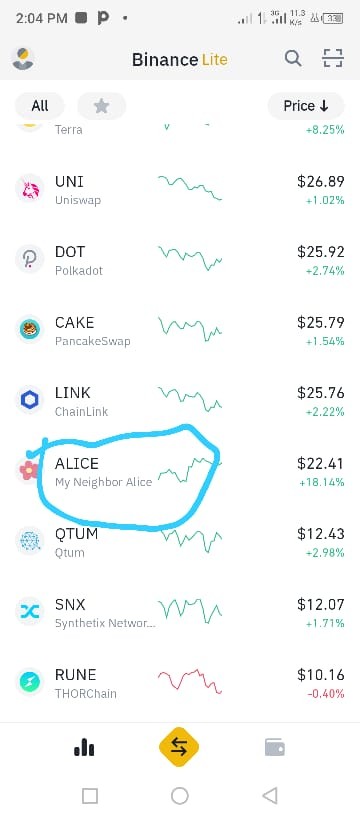 2:04 PM
3G 11.3 K/s 33
Binance Lite
All Price ↓
Terra +8.25%
UNI $26.89
Uniswap +1.02%
DOT $25.92
Polkadot +2.74%
CAKE $25.79
PancakeSwap +1.54%
LINK $25.76
ChainLink +2.22%
ALICE $22.41
My Neighbor Alice +18.14%
QTUM $12.43
Qtum +2.98%
SNX $12.07
Synthetix Networ... +1.71%
RUNE $10.16
THORChain -0.40%